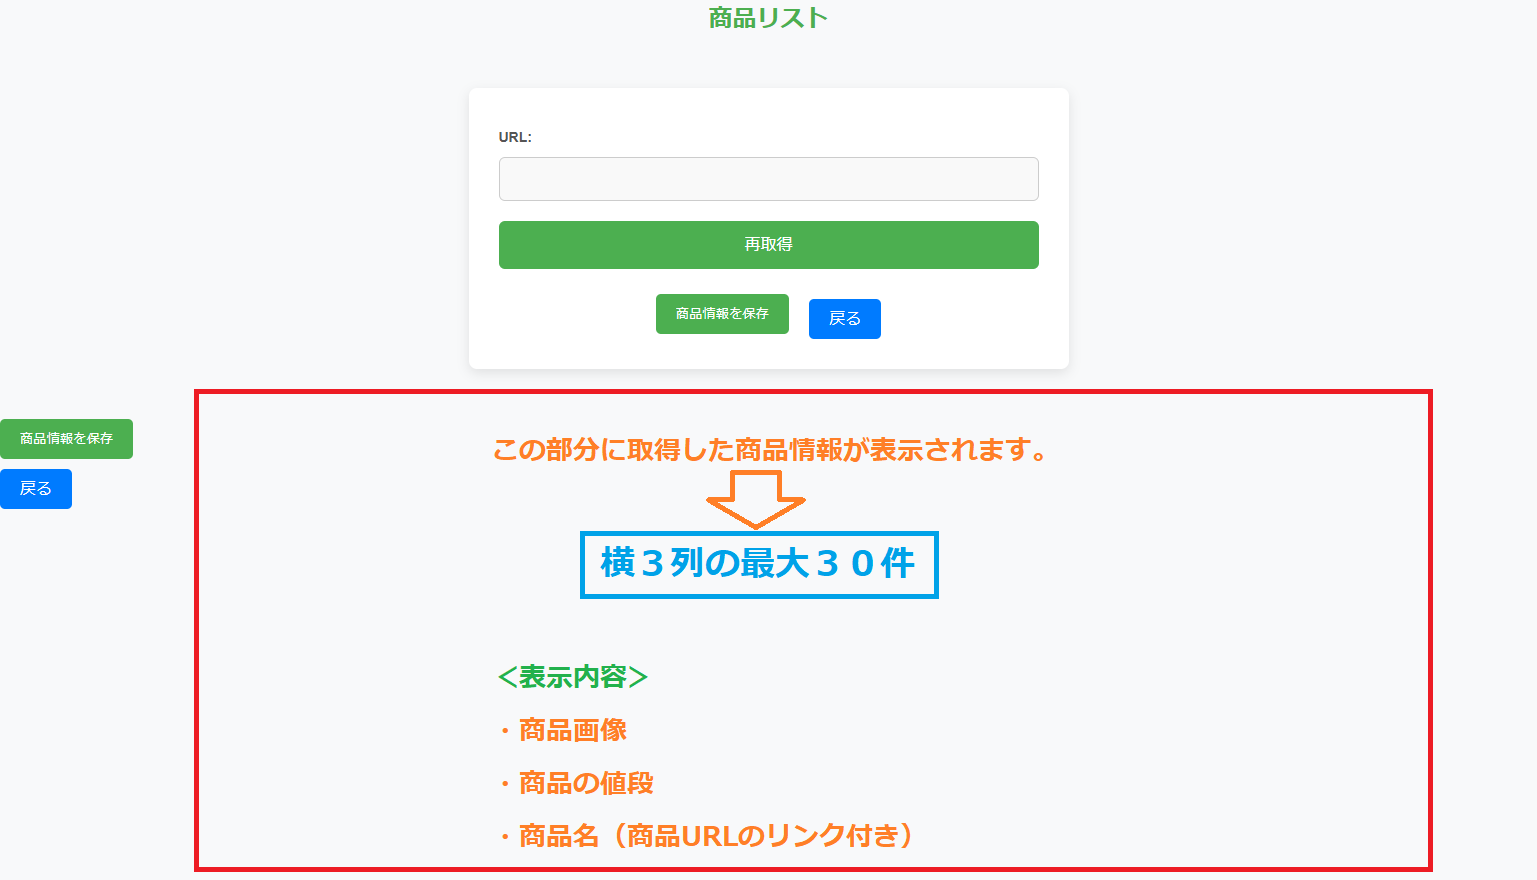 商品リスト
URL:
再取得
商品情報を保存
戻る
商品情報を保存
戻る
この部分に取得した商品情報が表示されます。
横３列の最大３０件
＜表示内容＞
・商品画像
・商品の値段
・商品名（商品URLのリンク付き）